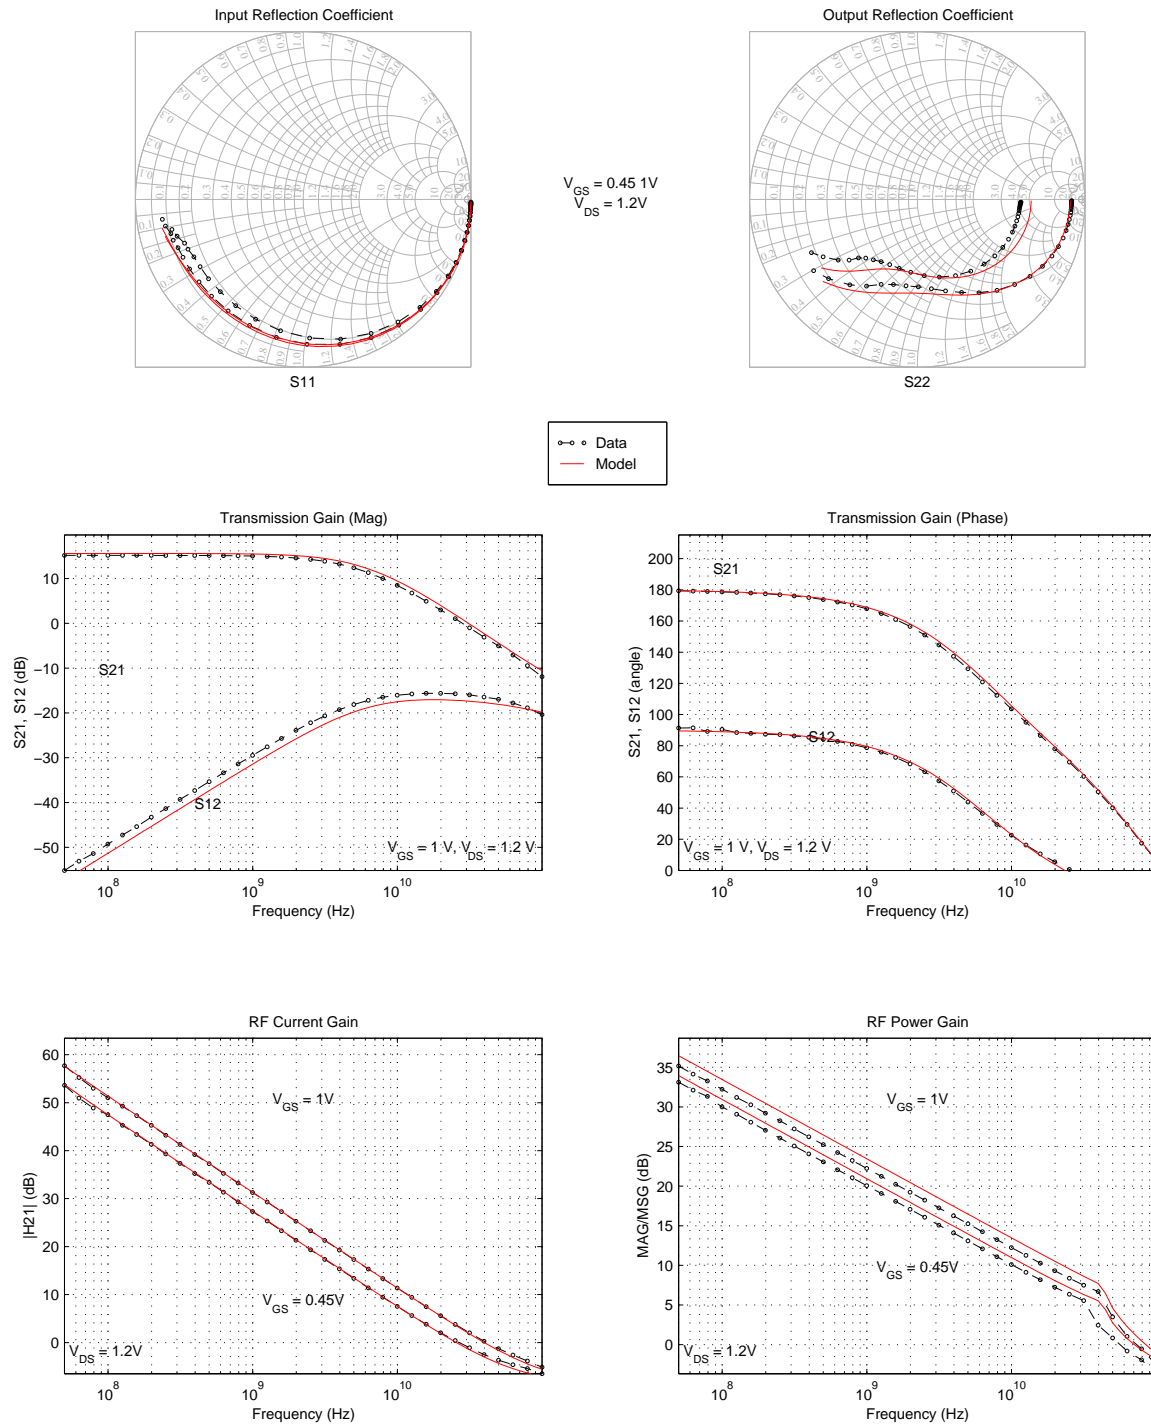 Input Reflection Coefficient
Output Reflection Coefficient
V_GS = 0.45 1V
V_DS = 1.2V
S11
S22
Data
Model
Transmission Gain (Mag)
Transmission Gain (Phase)
S21, S12 (dB)
10
0
−10
−20
−30
−40
−50
S21
S12
V_GS = 1 V, V_DS = 1.2 V
10^8
10^9
10^10
Frequency (Hz)
S21, S12 (angle)
200
180
160
140
120
100
80
60
40
20
0
S21
S12
V_GS = 1 V, V_DS = 1.2 V
10^8
10^9
10^10
Frequency (Hz)
RF Current Gain
RF Power Gain
|H21| (dB)
60
50
40
30
20
10
0
V_GS = 1V
V_GS = 0.45V
V_DS = 1.2V
10^8
10^9
10^10
Frequency (Hz)
MAG/MSG (dB)
35
30
25
20
15
10
5
0
V_GS = 1V
V_GS = 0.45V
V_DS = 1.2V
10^8
10^9
10^10
Frequency (Hz)